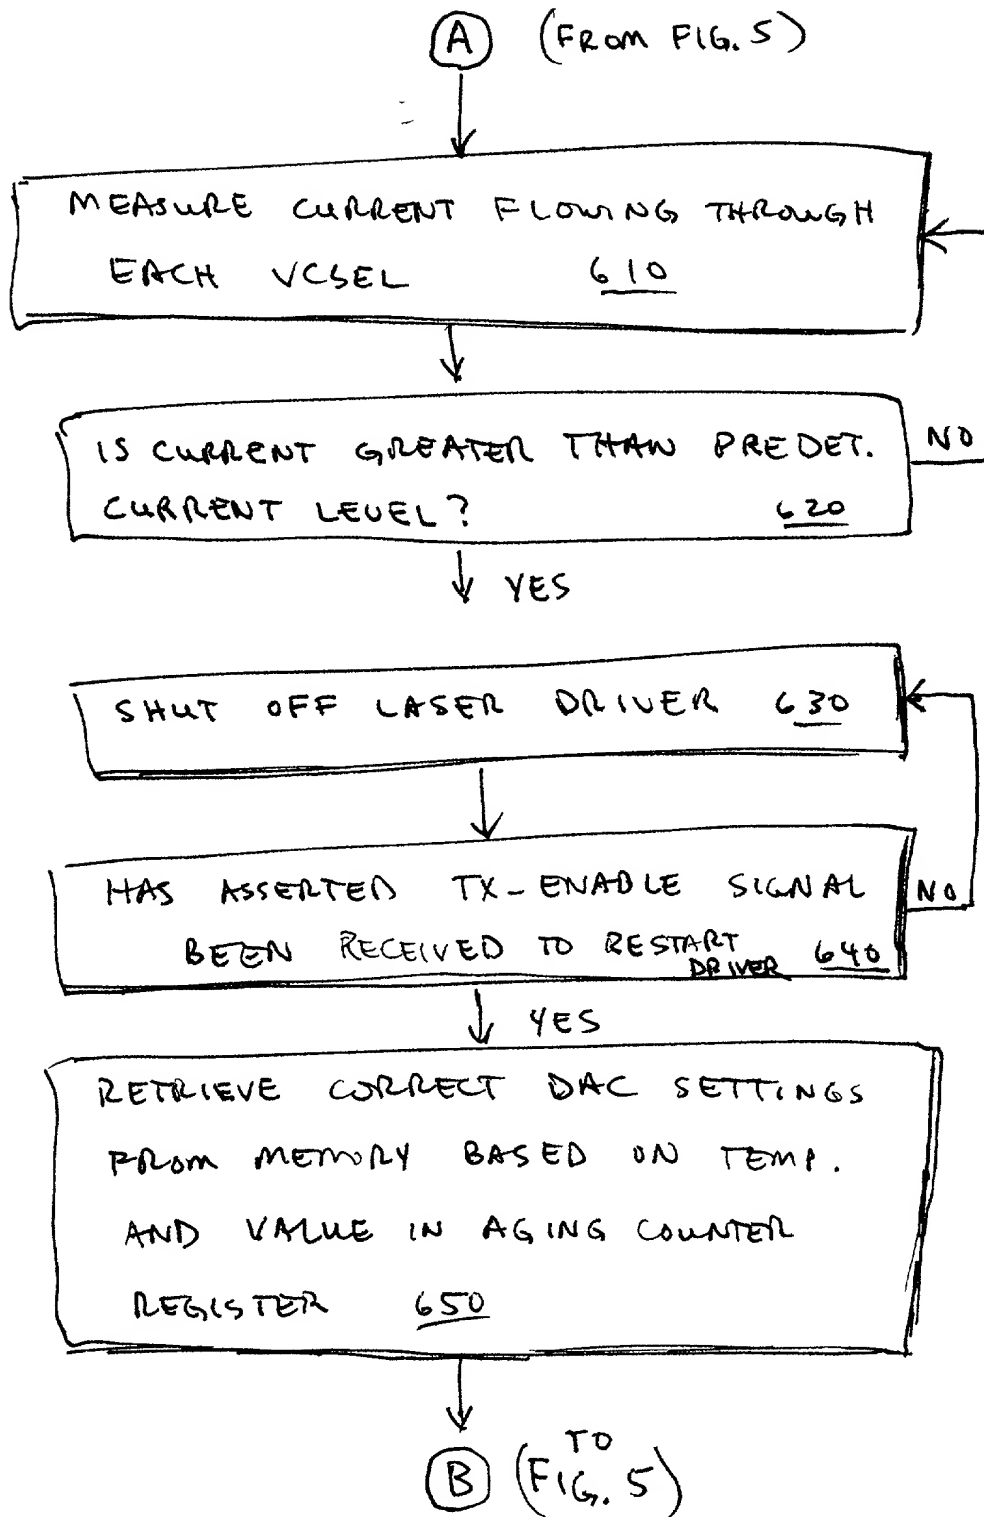 A (FROM FIG. 5)
MEASURE CURRENT FLOWING THROUGH
EACH VCSEL 610
IS CURRENT GREATER THAN PREDET. NO
CURRENT LEVEL? 620
YES
SHUT OFF LASER DRIVER 630
HAS ASSERTED TX-ENABLE SIGNAL NO
BEEN RECEIVED TO RESTART
DRIVER 640
YES
RETRIEVE CORRECT DAC SETTINGS
FROM MEMORY BASED ON TEMP.
AND VALUE IN AGING COUNTER
REGISTER 650
B (TO
FIG. 5)